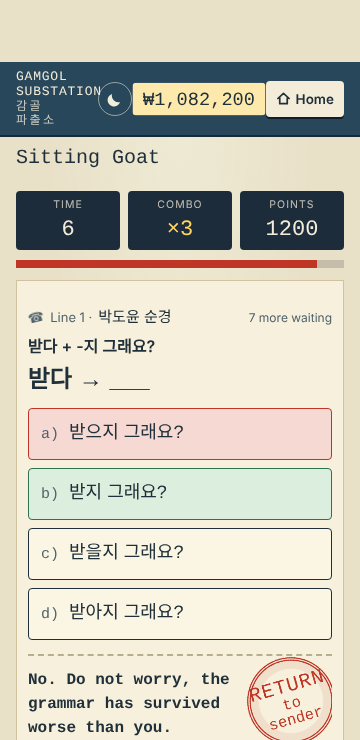 GAMGOL
SUBSTATION
감골
파출소
₩1,082,200
Home
Sitting Goat
TIME
6
COMBO
×3
POINTS
1200
☎ Line 1 · 박도윤 순경
7 more waiting
받다 + -지 그래요?
받다 → ___
a) 받으지 그래요?
b) 받지 그래요?
c) 받을지 그래요?
d) 받아지 그래요?
No. Do not worry, the
grammar has survived
worse than you.
RETURN
to
sender